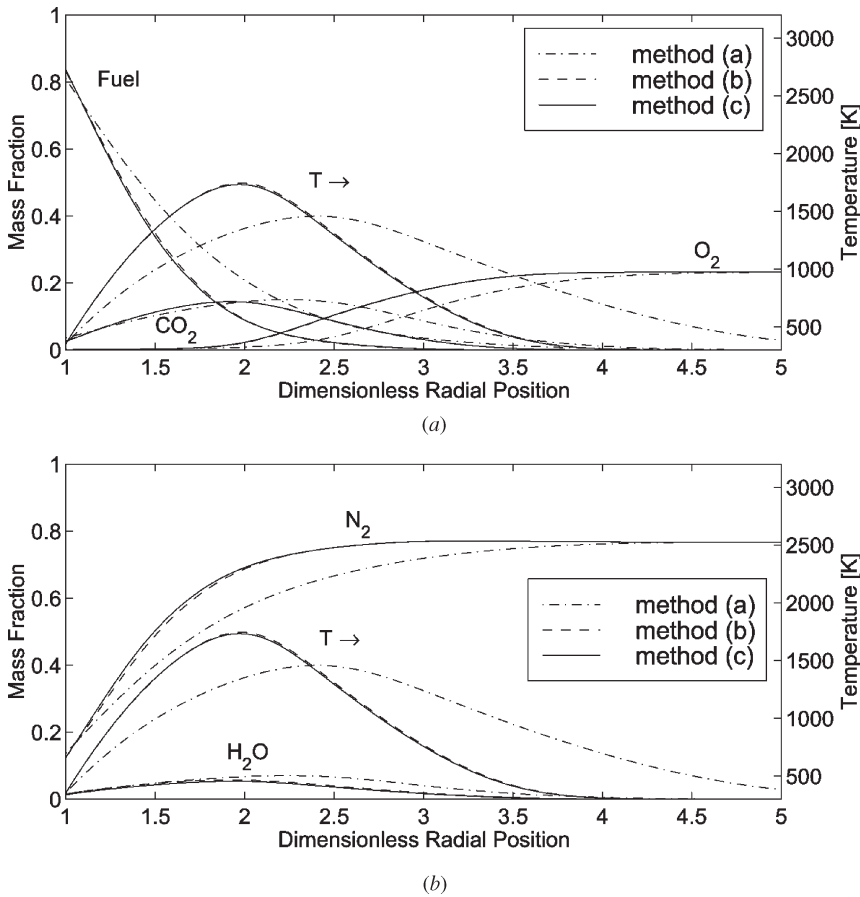 1
0.8
0.6
0.4
0.2
0
Mass Fraction
Fuel
T →
CO2
O2
method (a)
method (b)
method (c)
3000
2500
2000
1500
1000
500
Temperature [K]
1 1.5 2 2.5 3 3.5 4 4.5 5
Dimensionless Radial Position
(a)
1
0.8
0.6
0.4
0.2
0
Mass Fraction
N2
T →
H2O
method (a)
method (b)
method (c)
3000
2500
2000
1500
1000
500
Temperature [K]
1 1.5 2 2.5 3 3.5 4 4.5 5
Dimensionless Radial Position
(b)